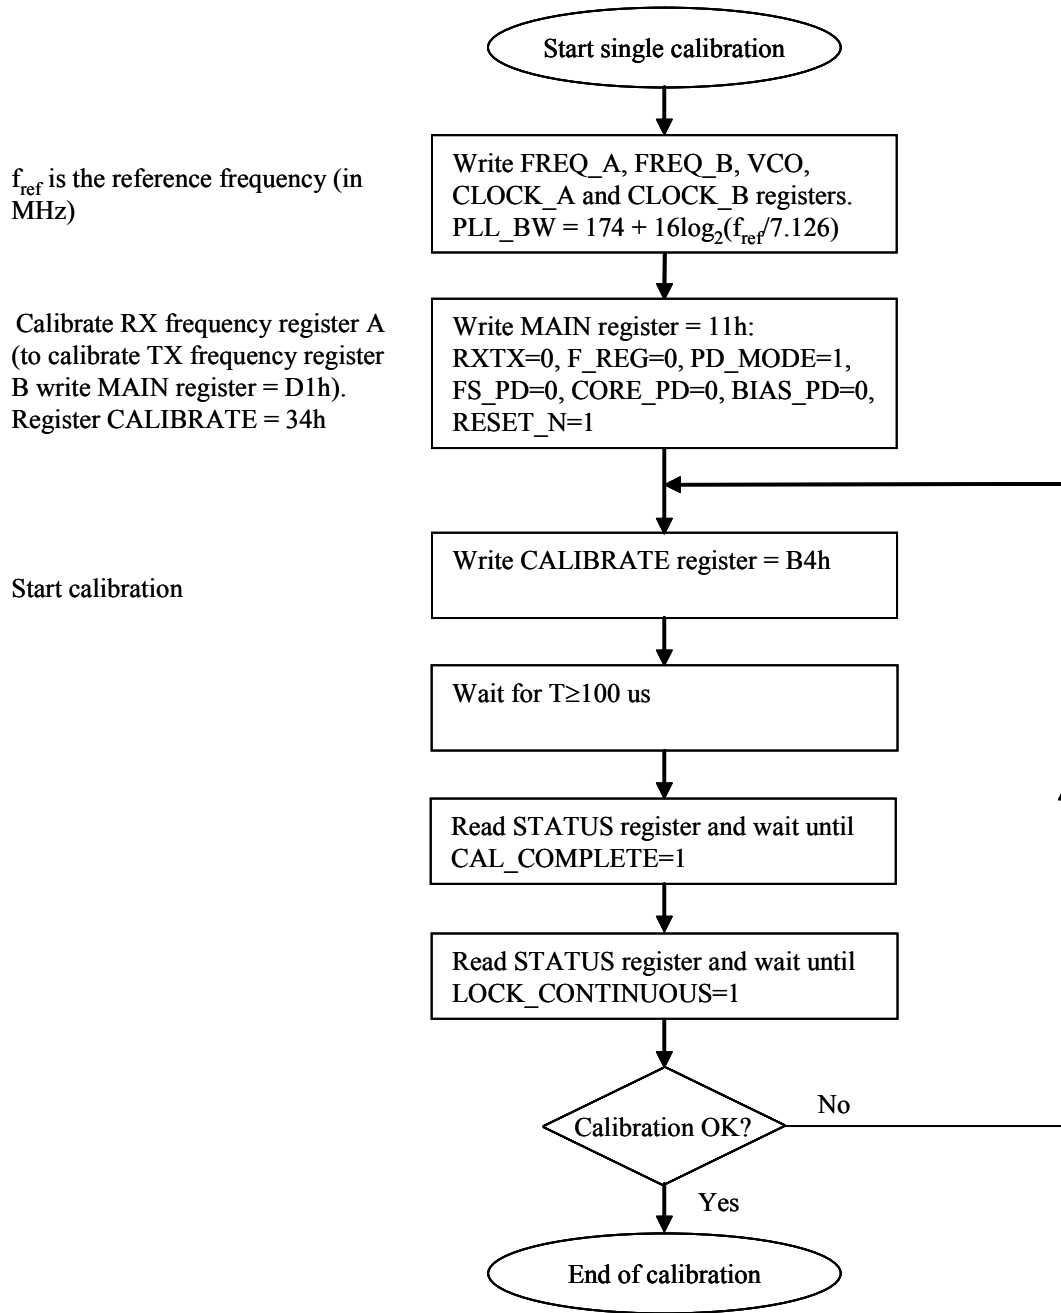 Start single calibration
f_ref is the reference frequency (in
MHz)
Write FREQ_A, FREQ_B, VCO,
CLOCK_A and CLOCK_B registers.
PLL_BW = 174 + 16log₂(f_ref/7.126)
Calibrate RX frequency register A
(to calibrate TX frequency register
B write MAIN register = D1h).
Register CALIBRATE = 34h
Write MAIN register = 11h:
RXTX=0, F_REG=0, PD_MODE=1,
FS_PD=0, CORE_PD=0, BIAS_PD=0,
RESET_N=1
Start calibration
Write CALIBRATE register = B4h
Wait for T≥100 us
Read STATUS register and wait until
CAL_COMPLETE=1
Read STATUS register and wait until
LOCK_CONTINUOUS=1
Calibration OK?
No
Yes
End of calibration